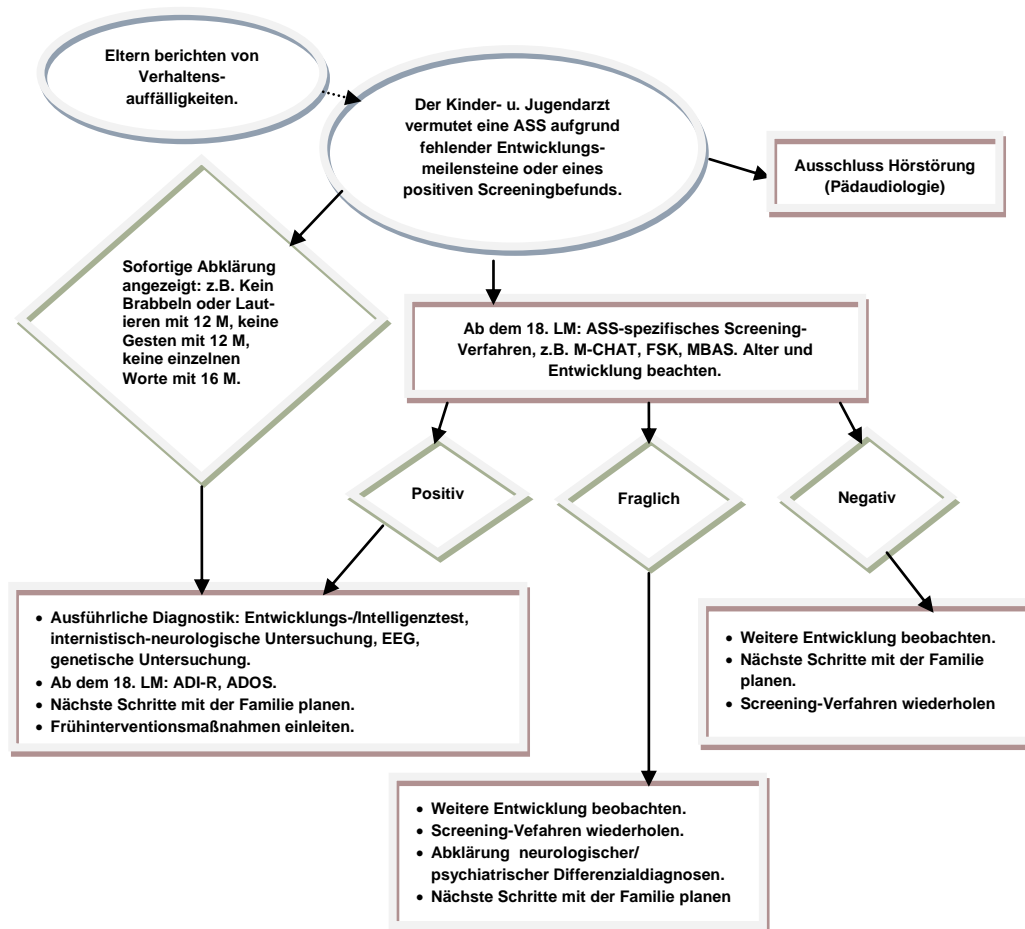 Eltern berichten von
Verhaltens-
auffälligkeiten.
Der Kinder- u. Jugendarzt
vermutet eine ASS aufgrund
fehlender Entwicklungs-
meilensteine oder eines
positiven Screeningbefunds.
Ausschluss Hörstörung
(Pädaudiologie)
Sofortige Abklärung
angezeigt: z.B. Kein
Brabbeln oder Laut-
ieren mit 12 M, keine
Gesten mit 12 M,
keine einzelnen
Worte mit 16 M.
Ab dem 18. LM: ASS-spezifisches Screening-
Verfahren, z.B. M-CHAT, FSK, MBAS. Alter und
Entwicklung beachten.
Positiv
Fraglich
Negativ
• Ausführliche Diagnostik: Entwicklungs-/Intelligenztest,
internistisch-neurologische Untersuchung, EEG,
genetische Untersuchung.
• Ab dem 18. LM: ADI-R, ADOS.
• Nächste Schritte mit der Familie planen.
• Frühinterventionsmaßnahmen einleiten.
• Weitere Entwicklung beobachten.
• Nächste Schritte mit der Familie
planen.
• Screening-Verfahren wiederholen
• Weitere Entwicklung beobachten.
• Screening-Vefahren wiederholen.
• Abklärung neurologischer/
psychiatrischer Differenzialdiagnosen.
• Nächste Schritte mit der Familie planen